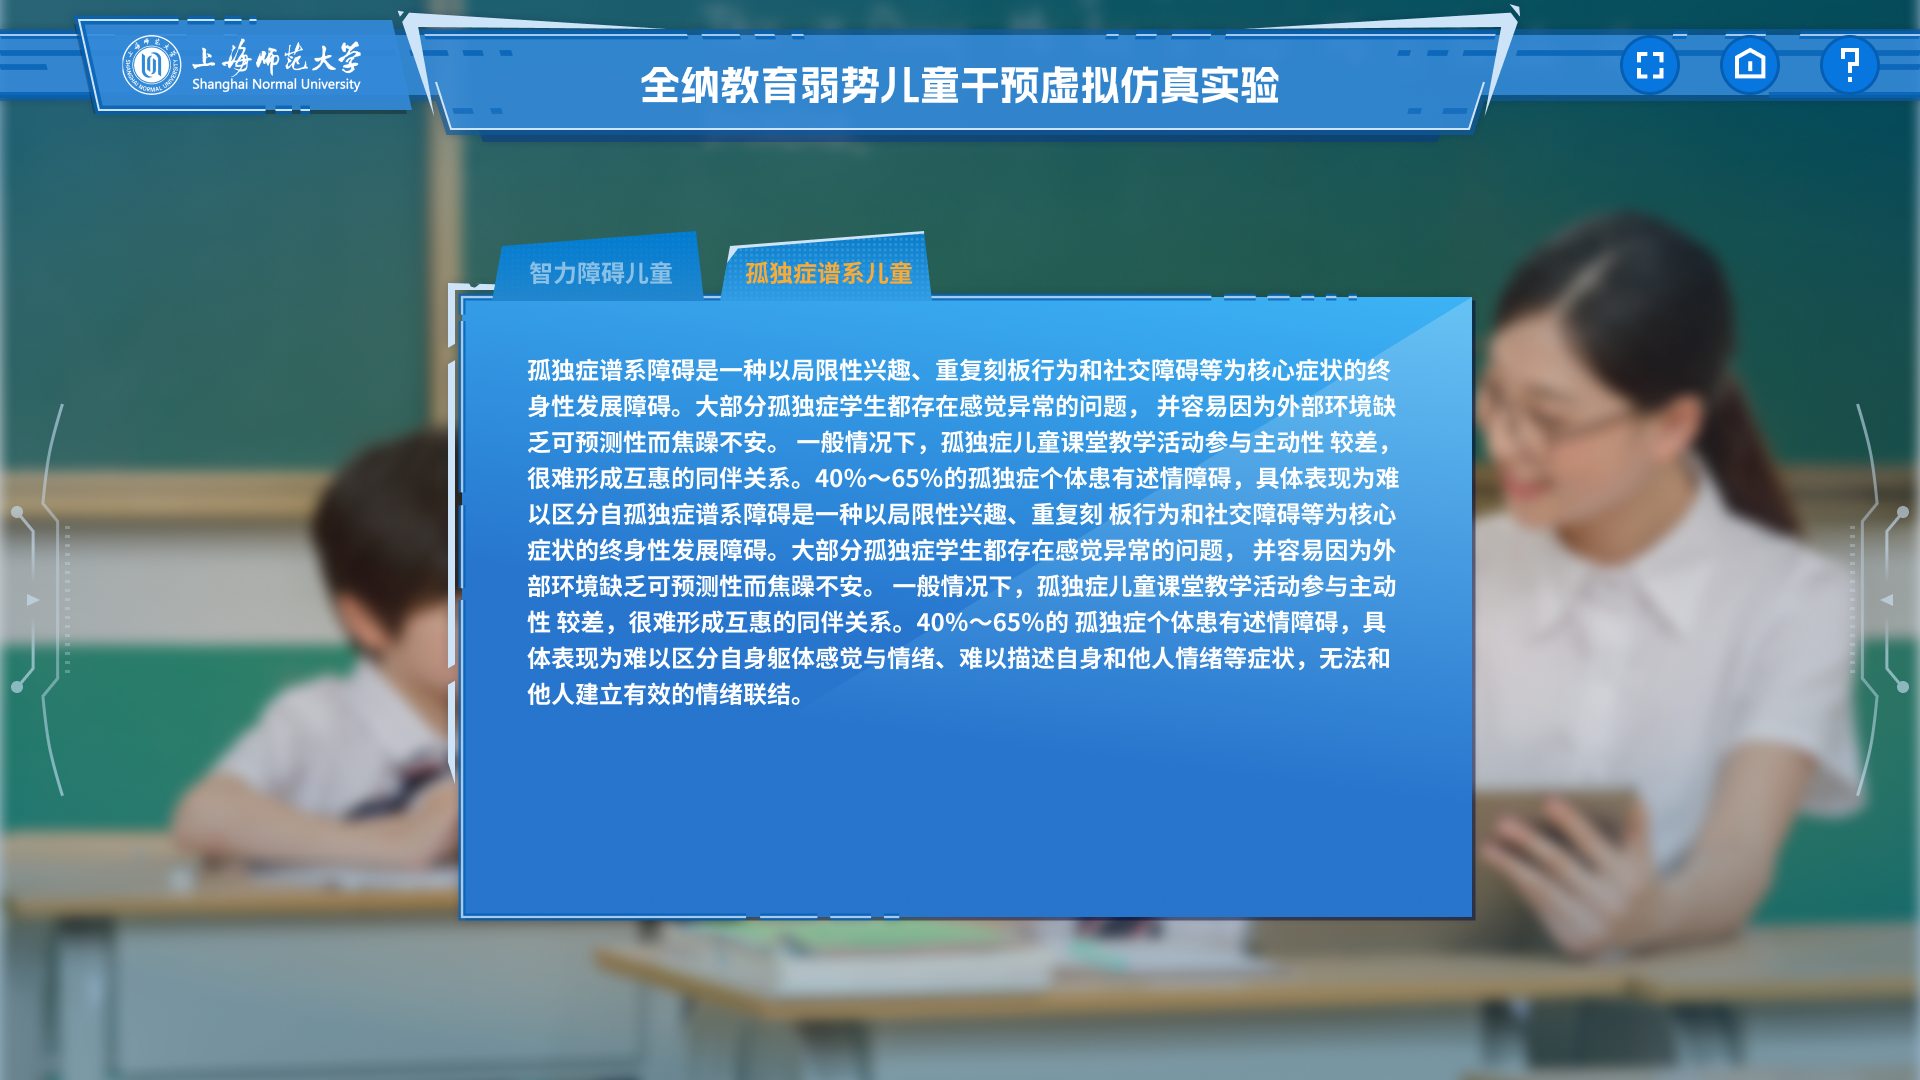 上海师范大学
Shanghai Normal University
全纳教育弱势儿童干预虚拟仿真实验
智力障碍儿童
孤独症谱系儿童
孤独症谱系障碍是一种以局限性兴趣、重复刻板行为和社交障碍等为核心症状的终
身性发展障碍。大部分孤独症学生都存在感觉异常的问题， 并容易因为外部环境缺
乏可预测性而焦躁不安。 一般情况下，孤独症儿童课堂教学活动参与主动性 较差，
很难形成互惠的同伴关系。40%～65%的孤独症个体患有述情障碍，具体表现为难
以区分自孤独症谱系障碍是一种以局限性兴趣、重复刻 板行为和社交障碍等为核心
症状的终身性发展障碍。大部分孤独症学生都存在感觉异常的问题， 并容易因为外
部环境缺乏可预测性而焦躁不安。 一般情况下，孤独症儿童课堂教学活动参与主动
性 较差，很难形成互惠的同伴关系。40%～65%的 孤独症个体患有述情障碍，具
体表现为难以区分自身躯体感觉与情绪、难以描述自身和他人情绪等症状，无法和
他人建立有效的情绪联结。